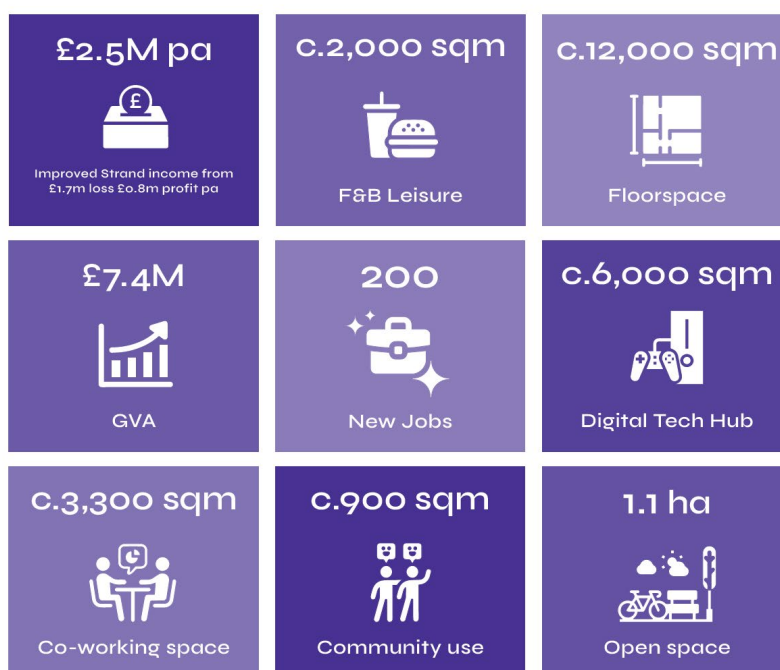 £2.5M pa
£
Improved Strand income from
£1.7m loss £0.8m profit pa
c.2,000 sqm
F&B Leisure
c.12,000 sqm
Floorspace
£7.4M
GVA
200
New Jobs
c.6,000 sqm
Digital Tech Hub
c.3,300 sqm
Co-working space
c.900 sqm
Community use
1.1 ha
Open space